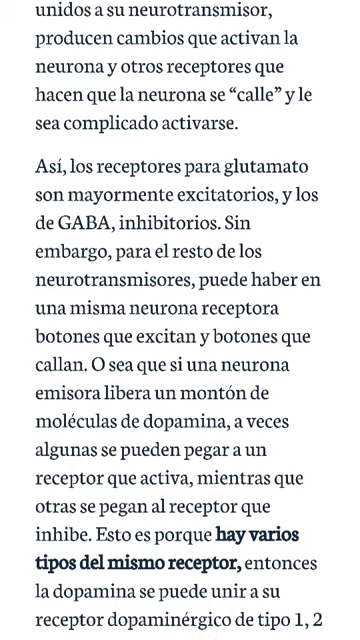 unidos a su neurotransmisor,
producen cambios que activan la
neurona y otros receptores que
hacen que la neurona se “calle” y le
sea complicado activarse.
Así, los receptores para glutamato
son mayormente excitatorios, y los
de GABA, inhibitorios. Sin
embargo, para el resto de los
neurotransmisores, puede haber en
una misma neurona receptora
botones que excitan y botones que
callan. O sea que si una neurona
emisora libera un montón de
moléculas de dopamina, a veces
algunas se pueden pegar a un
receptor que activa, mientras que
otras se pegan al receptor que
inhibe. Esto es porque hay varios
tipos del mismo receptor, entonces
la dopamina se puede unir a su
receptor dopaminérgico de tipo 1, 2